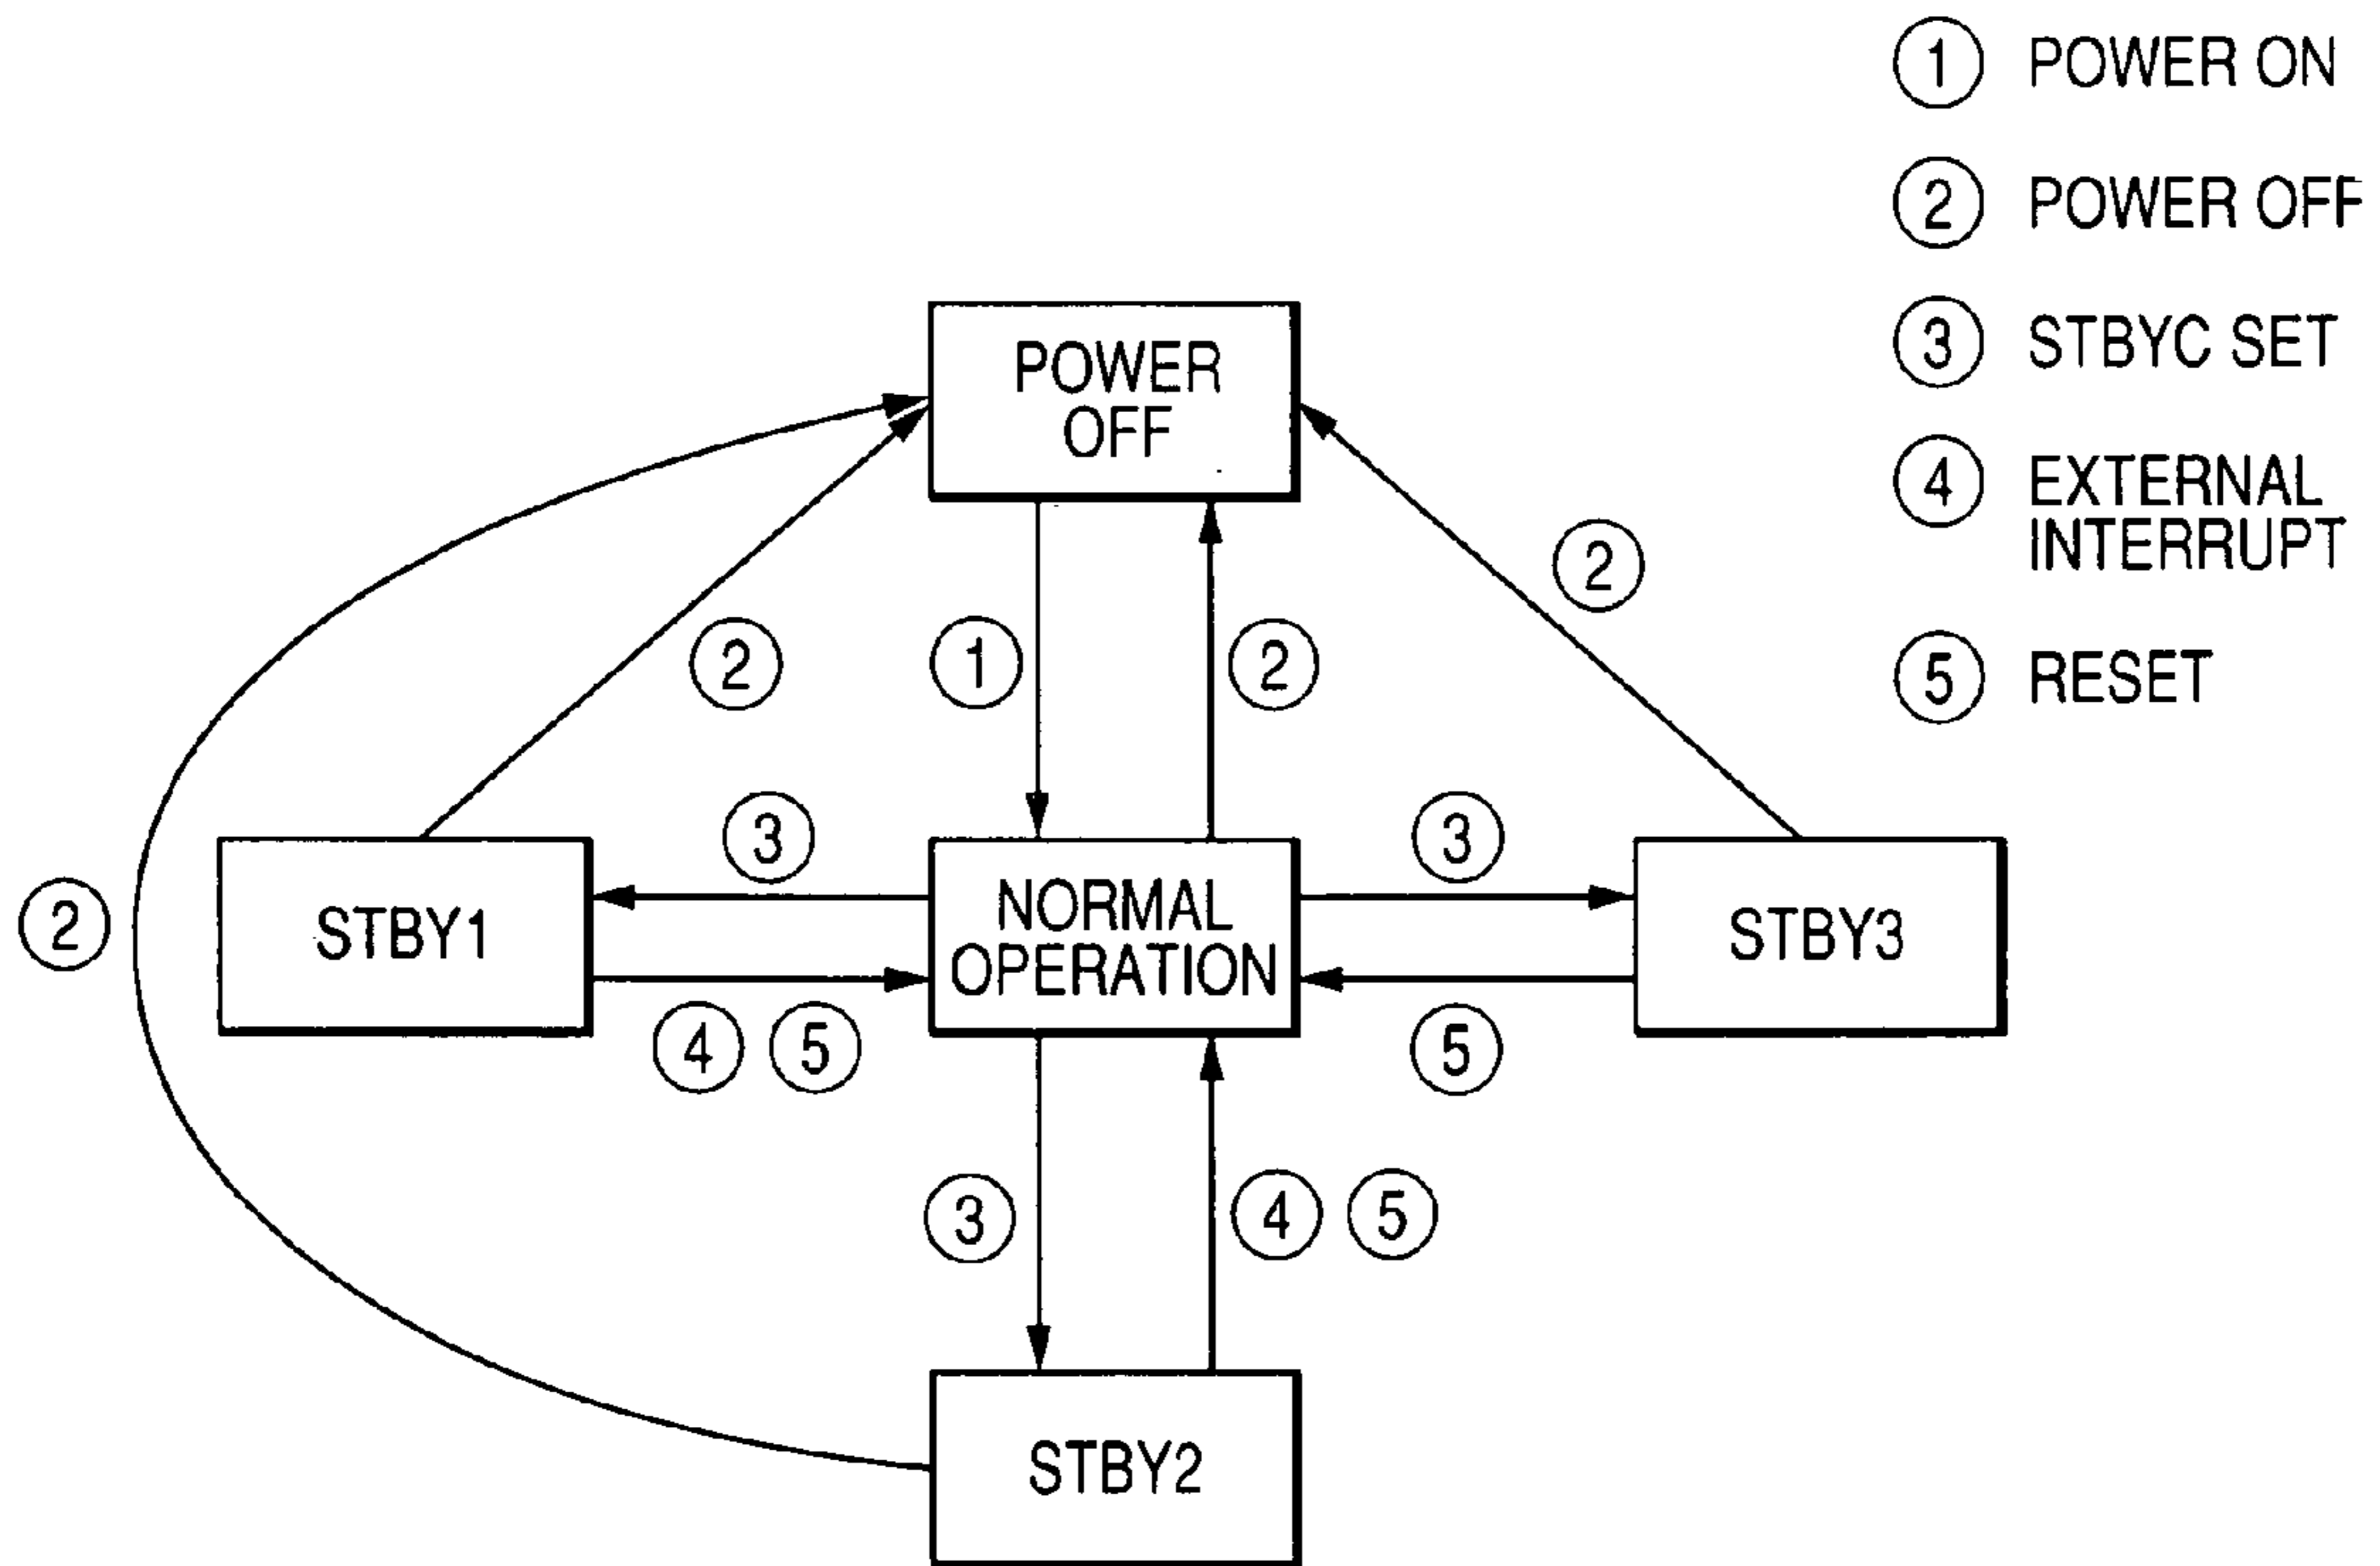 ① POWER ON
② POWER OFF
③ STBYC SET
④ EXTERNAL
INTERRUPT
⑤ RESET
POWER
OFF
②
②
①
②
③
③
②
STBY1
NORMAL
OPERATION
STBY3
④ ⑤
⑤
③
④ ⑤
STBY2